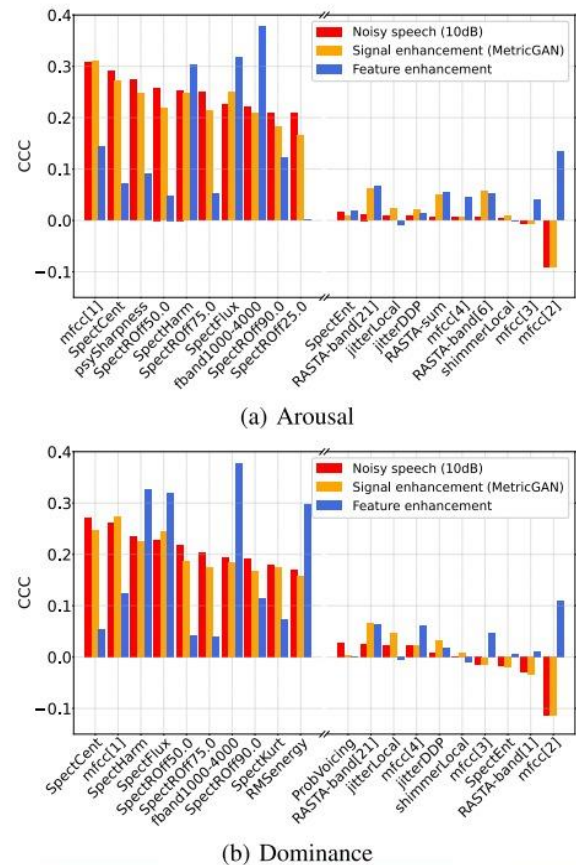 0.4
0.3
0.2
0.1
0.0
−0.1
CCC
Noisy speech (10dB)
Signal enhancement (MetricGAN)
Feature enhancement
mfcc[1]
SpectCent
psySharpness
SpectROff50.0
SpectHarm
SpectROff75.0
SpectFlux
fband1000-4000
SpectROff90.0
SpectROff25.0
SpectEnt
RASTA-band[21]
jitterLocal
jitterDDP
RASTA-sum
mfcc[4]
RASTA-band[6]
shimmerLocal
mfcc[3]
mfcc[2]
(a) Arousal
0.4
0.3
0.2
0.1
0.0
−0.1
CCC
Noisy speech (10dB)
Signal enhancement (MetricGAN)
Feature enhancement
SpectCent
mfcc[1]
SpectHarm
SpectFlux
SpectROff50.0
SpectROff75.0
fband1000-4000
SpectROff90.0
SpectKurt
RMSenergy
ProbVoicing
RASTA-band[21]
jitterLocal
mfcc[4]
jitterDDP
shimmerLocal
mfcc[3]
SpectEnt
RASTA-band[1]
mfcc[2]
(b) Dominance